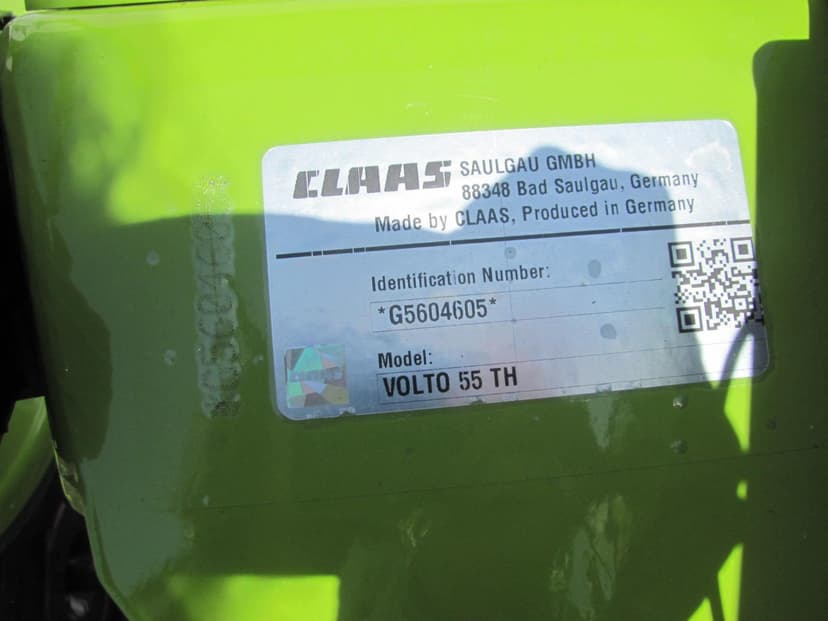 CLAAS SAULGAU GMBH
88348 Bad Saulgau, Germany
Made by CLAAS, Produced in Germany
Identification Number:
*G5604605*
Model:
VOLTO 55 TH